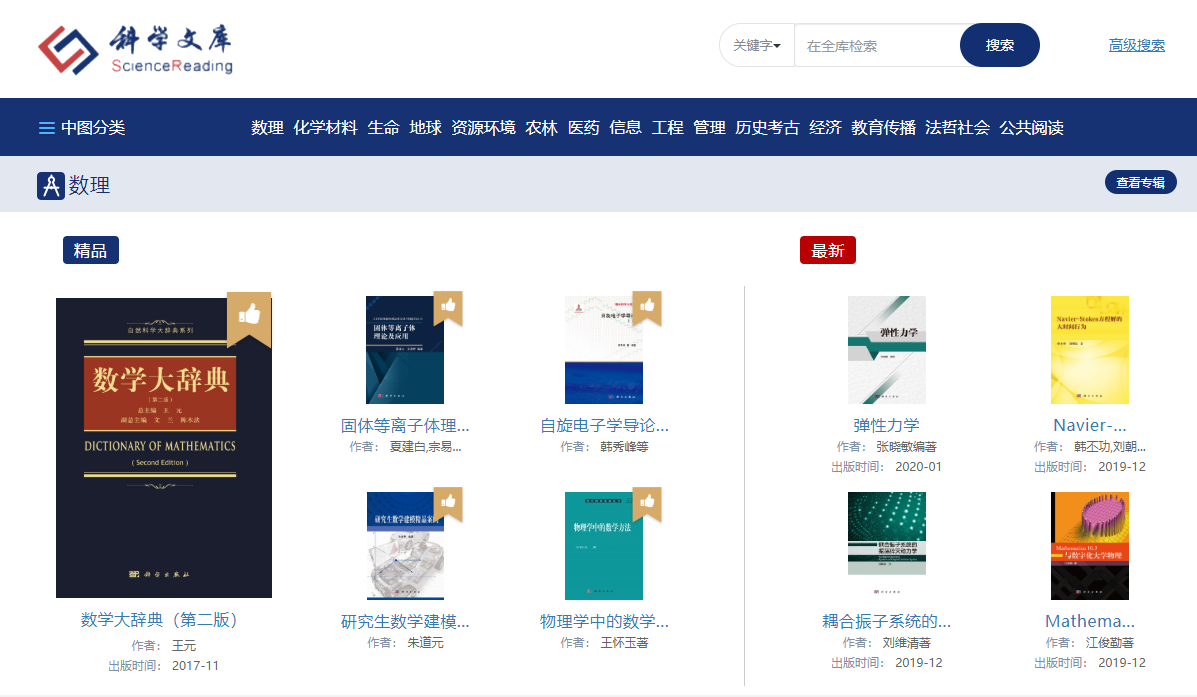 科学文库
ScienceReading
关键字
在全库检索
搜索
高级搜索
中图分类
数理 化学材料 生命 地球 资源环境 农林 医药 信息 工程 管理 历史考古 经济 教育传播 法哲社会 公共阅读
数理
查看专辑
精品
自然科学大辞典系列
数学大辞典
(第二版)
总主编 王 元
副总主编 文 兰 陈木法
DICTIONARY OF MATHEMATICS
( Second Edition )
科学出版社
数学大辞典（第二版）
作者： 王元
出版时间： 2017-11
固体等离子体
理论及应用
固体等离子体理...
作者： 夏建白,宗易...
自旋电子学导论...
作者： 韩秀峰等
研究生数学建模精品案例
研究生数学建模...
作者： 朱道元
物理学中的数学方法
物理学中的数学...
作者： 王怀玉著
最新
弹性力学
弹性力学
作者： 张晓敏编著
出版时间： 2020-01
Navier-Stokes方程解的
大时间行为
Navier-...
作者： 韩丕功,刘朝...
出版时间： 2019-12
耦合振子系统的
耦合振子系统的...
作者： 刘维清著
出版时间： 2019-12
Mathematica 10.3
与数字化大学物理
Mathema...
作者： 江俊勤著
出版时间： 2019-12